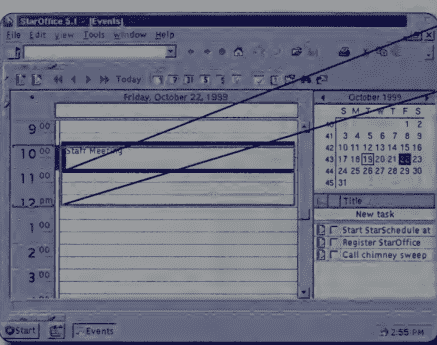 StarOffice 5.1 - [Events]
File Edit View Tools Window Help
Today
Friday, October 22, 1999
October 1999
S M T W T F S
40 1 2
41 3 4 5 6 7 8 9
42 10 11 12 13 14 15 16
43 17 18 19 20 21 22 23
44 24 25 26 27 28 29 30
45 31
9 00
10 00
Staff Meeting
11 00
12 pm
1 00
2 00
3 00
Title
New task
Start StarSchedule at
Register StarOffice
Call chimney sweep
Start
Events
2:55 PM